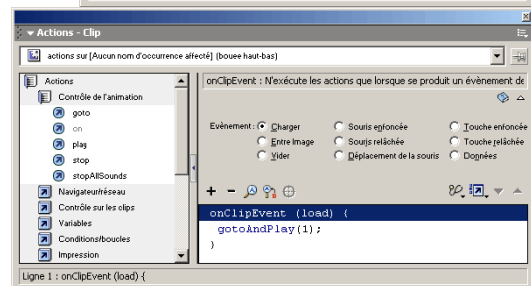 Actions - Clip
actions sur [Aucun nom d'occurrence affecté] (bouee haut-bas)
Actions
Contrôle de l'animation
goto
on
play
stop
stopAllSounds
Navigateur/réseau
Contrôle sur les clips
Variables
Conditions/boucles
Impression
onClipEvent : N'exécute les actions que lorsque se produit un évènement de
Evènement : Charger Souris enfoncée Touche enfoncée
Entre Image Souris relâchée Touche relâchée
Vider Déplacement de la souris Données
onClipEvent (load) {
gotoAndPlay(1);
}
Ligne 1 : onClipEvent (load) {